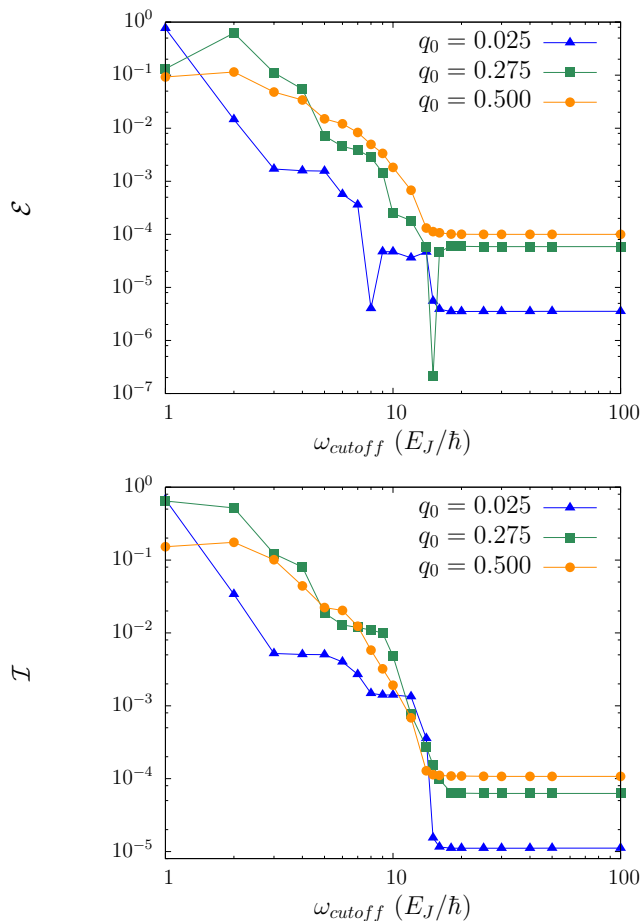 10^0
10^-1
10^-2
10^-3
10^-4
10^-5
10^-6
10^-7
ℰ
q_0 = 0.025
q_0 = 0.275
q_0 = 0.500
1 10 100
ω_cutoff (E_J/ℏ)
10^0
10^-1
10^-2
10^-3
10^-4
10^-5
ℐ
q_0 = 0.025
q_0 = 0.275
q_0 = 0.500
1 10 100
ω_cutoff (E_J/ℏ)